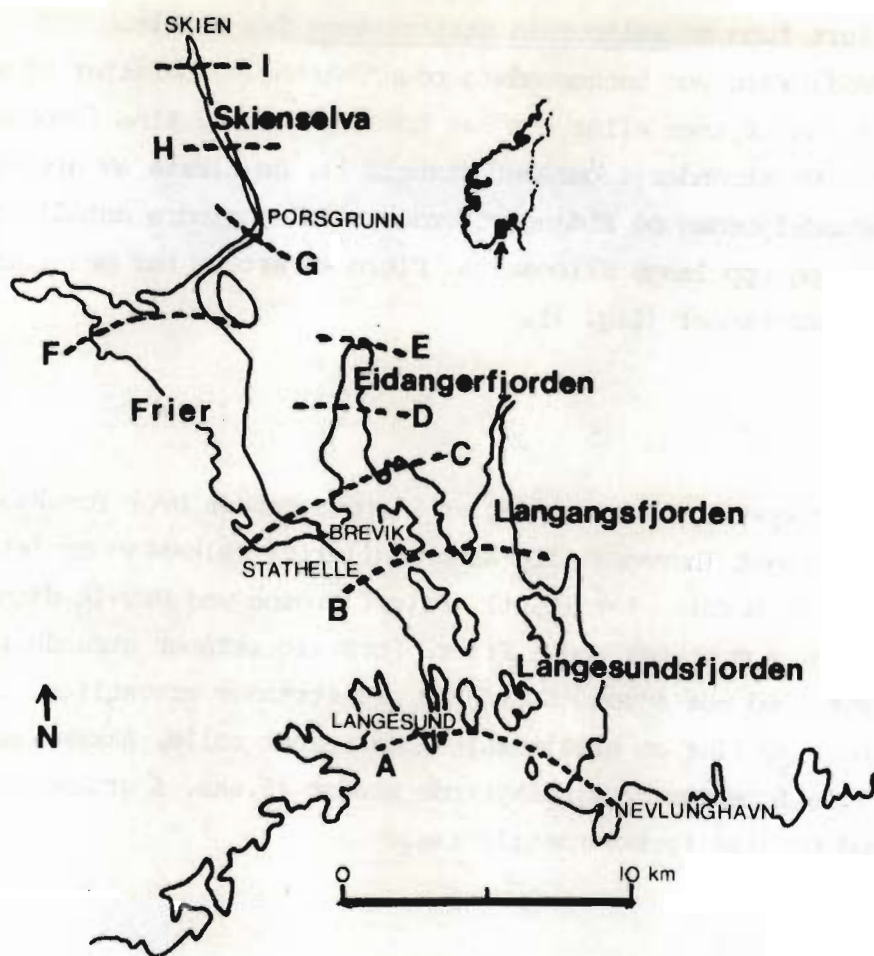 SKIEN
I
Skienselva
H
PORSGRUNN
G
F
E
Eidangerfjorden
Frier
D
C
Langangsfjorden
BREVIK
STATHELLE
B
Langesundsfjorden
N
LANGESUND
A
NEVLUNGHAVN
0 10 km